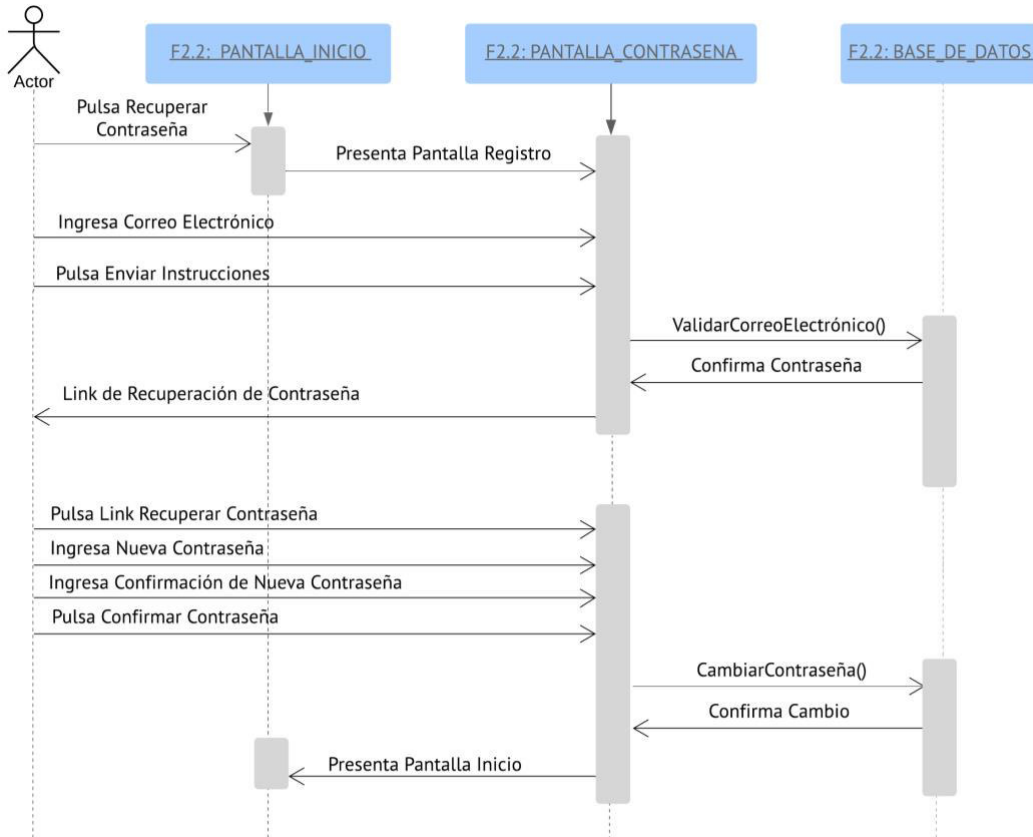 F2.2: PANTALLA_INICIO
F2.2: PANTALLA_CONTRASENA
F2.2: BASE_DE_DATOS
Actor
Pulsa Recuperar
Contraseña
Presenta Pantalla Registro
Ingresa Correo Electrónico
Pulsa Enviar Instrucciones
ValidarCorreoElectrónico()
Confirma Contraseña
Link de Recuperación de Contraseña
Pulsa Link Recuperar Contraseña
Ingresa Nueva Contraseña
Ingresa Confirmación de Nueva Contraseña
Pulsa Confirmar Contraseña
CambiarContraseña()
Confirma Cambio
Presenta Pantalla Inicio